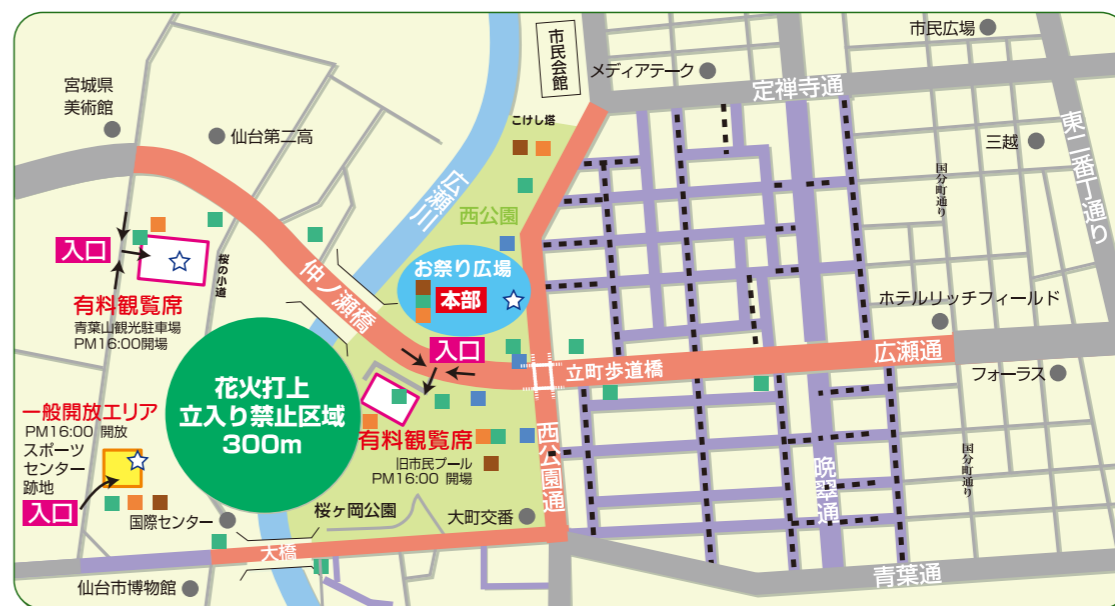 市民会館
市民広場
メディアテーク
定禅寺通
宮城県
美術館
仙台第二高
こけし塔
広瀬川
西公園
三越
東二番丁通り
国分町通り
入口
桜の小道
お祭り広場
本部
仲ノ瀬橋
有料観覧席
青葉山観光駐車場
PM16:00開場
ホテルリッチフィールド
入口
立町歩道橋
広瀬通
フォーラス
花火打上
立入り禁止区域
300m
一般開放エリア
PM16:00 開放
スポーツ
センター
跡地
入口
有料観覧席
旧市民プール
PM16:00 開場
西公園通
晩翠通
国分町通り
国際センター
桜ヶ岡公園
大町交番
大橋
仙台市博物館
青葉通